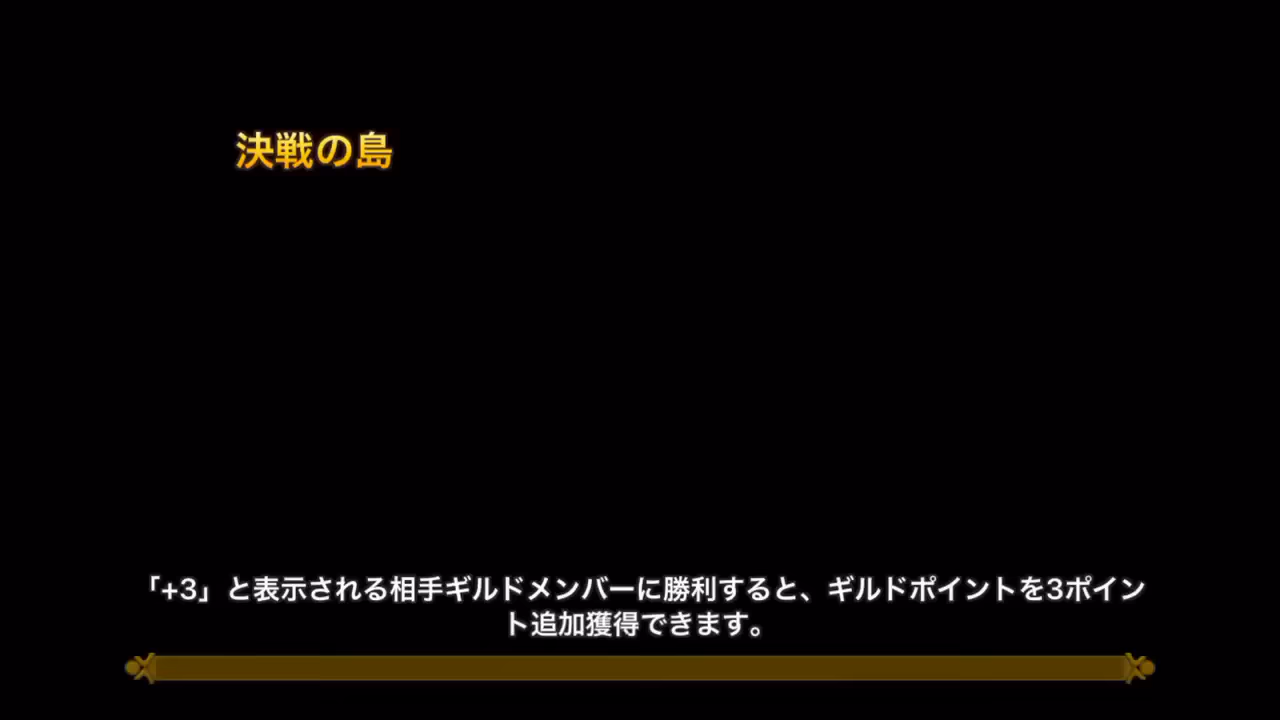 決戦の島
「+3」と表示される相手ギルドメンバーに勝利すると、ギルドポイントを3ポイン
ト追加獲得できます。